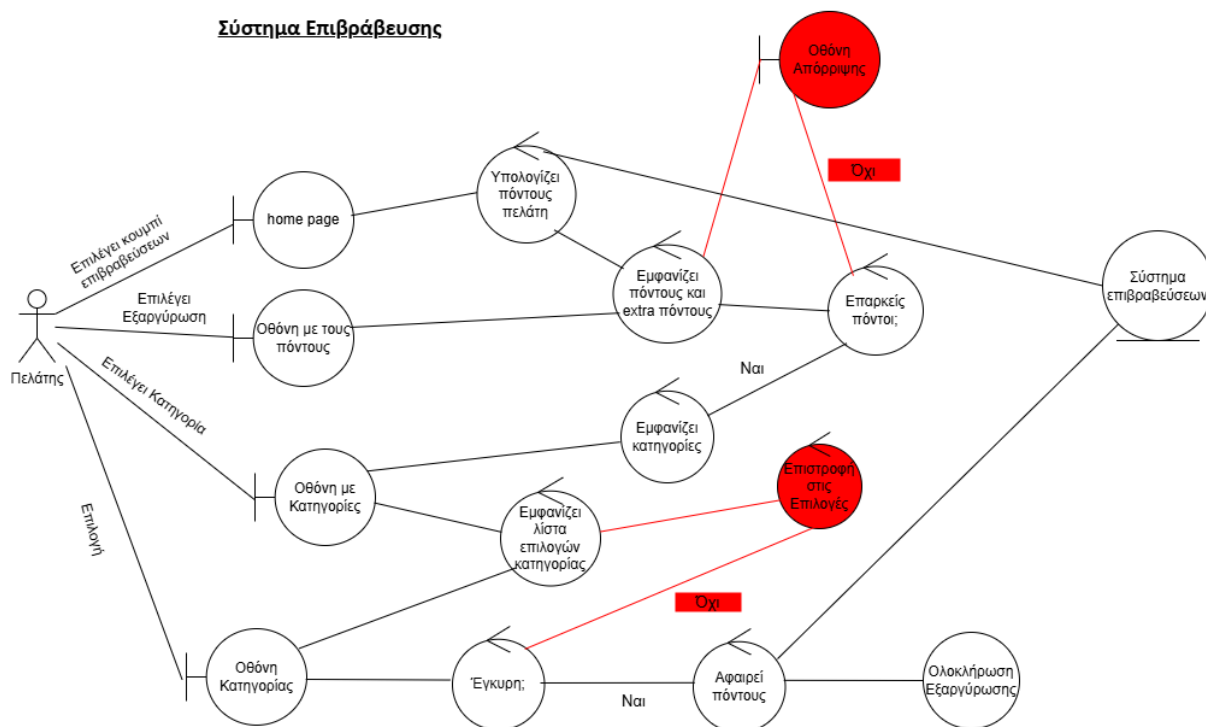 Σύστημα Επιβράβευσης
Οθόνη
Απόρριψης
Όχι
Υπολογίζει
πόντους
πελάτη
home page
Επιλέγει κουμπί
επιβραβεύσεων
Εμφανίζει
πόντους και
extra πόντους
Επαρκείς
πόντοι;
Σύστημα
επιβραβεύσεων
Επιλέγει
Εξαργύρωση
Οθόνη με τους
πόντους
Πελάτης
Ναι
Επιλέγει Κατηγορία
Εμφανίζει
κατηγορίες
Οθόνη με
Κατηγορίες
Επιστροφή
στις
Επιλογές
Εμφανίζει
λίστα
επιλογών
κατηγορίας
Επιλογή
Όχι
Οθόνη
Κατηγορίας
Έγκυρη;
Ναι
Αφαιρεί
πόντους
Ολοκλήρωση
Εξαργύρωσης